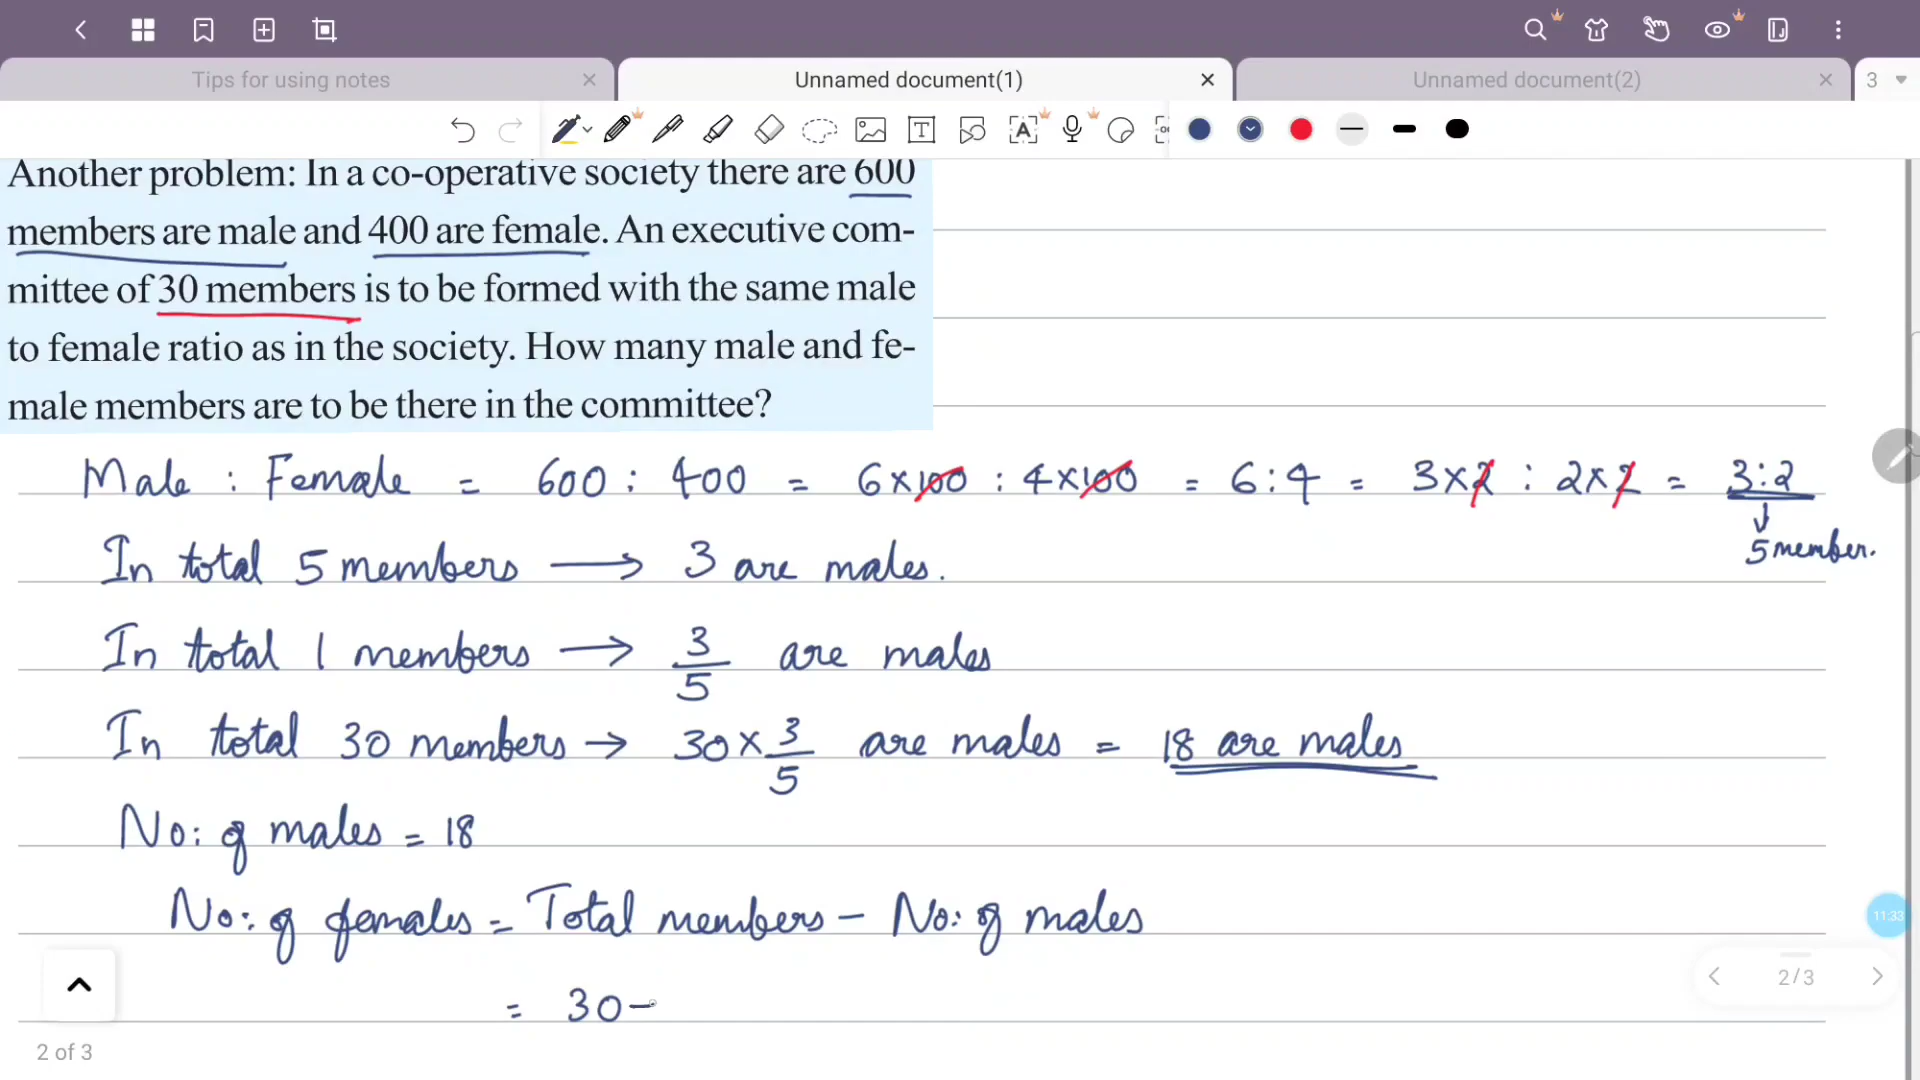 Tips for using notes
Unnamed document(1)
Unnamed document(2)
3
Another problem: In a co-operative society there are 600
members are male and 400 are female. An executive com-
mittee of 30 members is to be formed with the same male
to female ratio as in the society. How many male and fe-
male members are to be there in the committee?
Male : Female = 600 : 400 = 6×100 : 4×100 = 6:4 = 3×2 : 2×2 = 3:2
5 member.
In total 5 members → 3 are males.
In total 1 members → 3/5 are males
In total 30 members → 30 × 3/5 are males = 18 are males
No: of males = 18
No: of females = Total members - No: of males
= 30 -
11:33
2/3
2 of 3